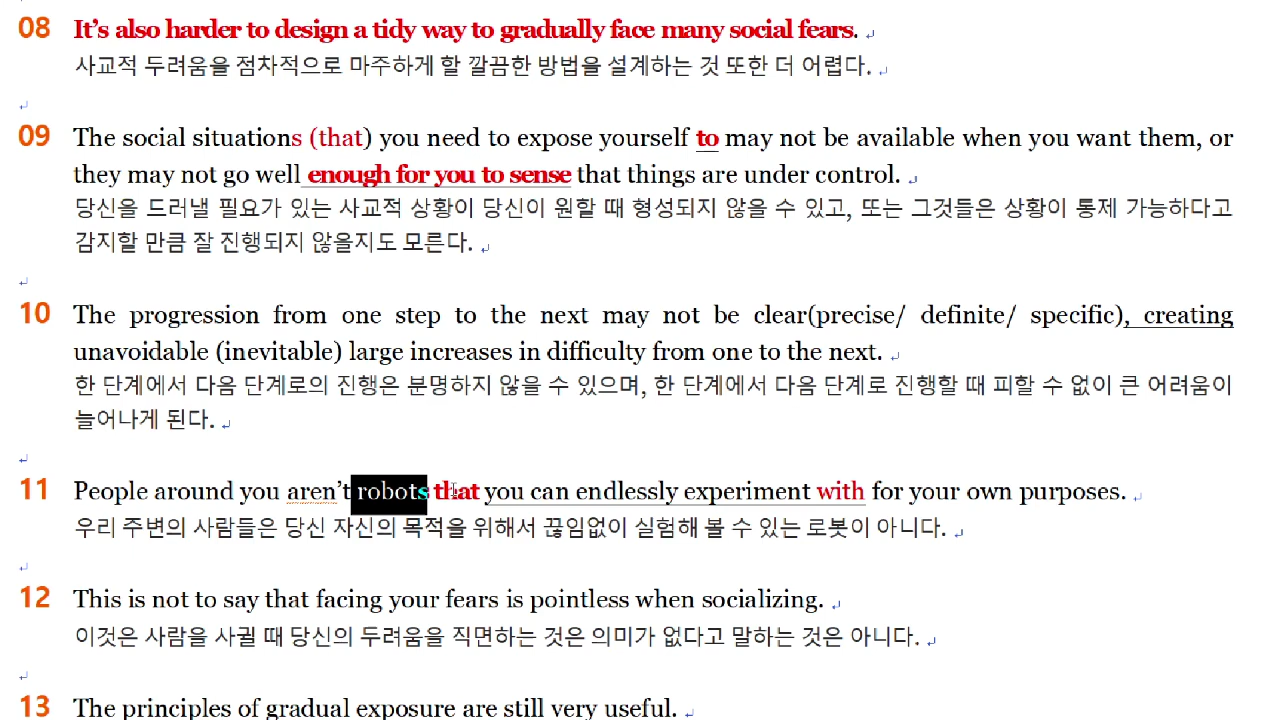 08 It's also harder to design a tidy way to gradually face many social fears.
사교적 두려움을 점차적으로 마주하게 할 깔끔한 방법을 설계하는 것 또한 더 어렵다.
09 The social situations (that) you need to expose yourself to may not be available when you want them, or
they may not go well enough for you to sense that things are under control.
당신을 드러낼 필요가 있는 사교적 상황이 당신이 원할 때 형성되지 않을 수 있고, 또는 그것들은 상황이 통제 가능하다고
감지할 만큼 잘 진행되지 않을지도 모른다.
10 The progression from one step to the next may not be clear(precise/ definite/ specific), creating
unavoidable (inevitable) large increases in difficulty from one to the next.
한 단계에서 다음 단계로의 진행은 분명하지 않을 수 있으며, 한 단계에서 다음 단계로 진행할 때 피할 수 없이 큰 어려움이
늘어나게 된다.
11 People around you aren't robots that you can endlessly experiment with for your own purposes.
우리 주변의 사람들은 당신 자신의 목적을 위해서 끊임없이 실험해 볼 수 있는 로봇이 아니다.
12 This is not to say that facing your fears is pointless when socializing.
이것은 사람을 사귈 때 당신의 두려움을 직면하는 것은 의미가 없다고 말하는 것은 아니다.
13 The principles of gradual exposure are still very useful.